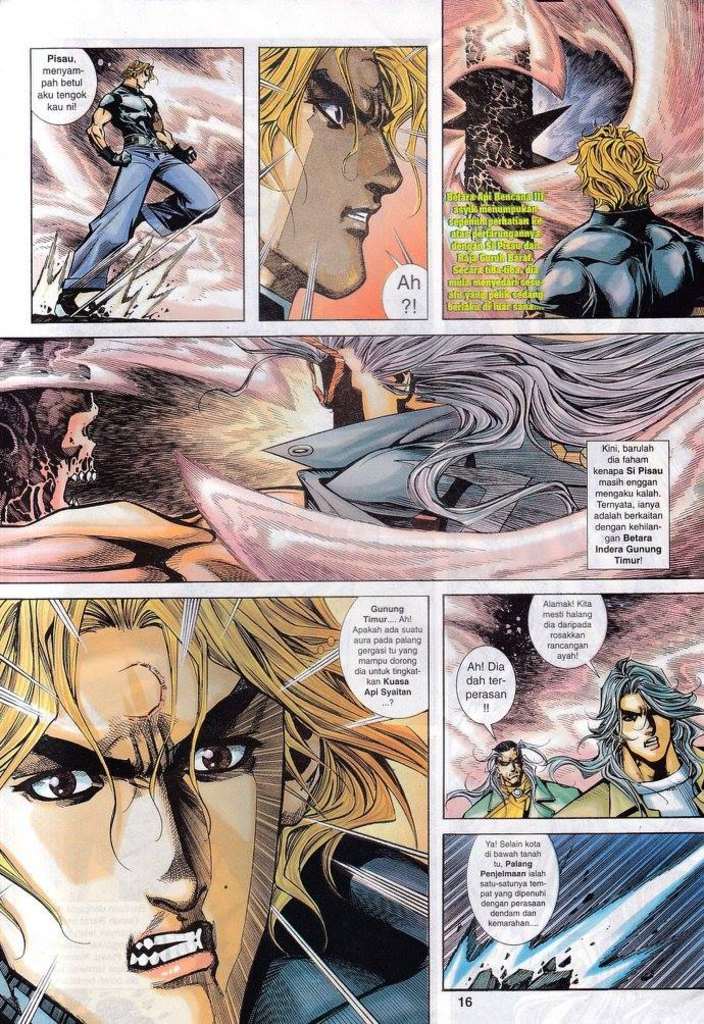 Pisau,
menyam-
pah betul
aku tengok
kau ni!
Ah
?!
Betara Api Bencana III
asyik menumpukan
sepenuh perhatian ke
atas pertarungannya
dengan Si Pisau dan
Raja Guruh Baraf.
Secara tiba-tiba, dia
mula menyedari sesu-
atu yang pelik sedang
berlaku di luar sana...
Kini, barulah
dia faham
kenapa Si Pisau
masih enggan
mengaku kalah.
Ternyata, ianya
adalah berkaitan
dengan kehilan-
gan Betara
Indera Gunung
Timur!
Gunung
Timur.... Ah!
Apakah ada suatu
aura pada palang
gergasi tu yang
mampu dorong
dia untuk tingkat-
kan Kuasa
Api Syaitan
...?
Alamak! Kita
mesti halang
dia daripada
rosakkan
rancangan
ayah!
Ah! Dia
dah ter-
perasan
!!
Ya! Selain kota
di bawah tanah
tu, Palang
Penjelmaan ialah
satu-satunya tem-
pat yang dipenuhi
dengan perasaan
dendam dan
kemarahan....
16